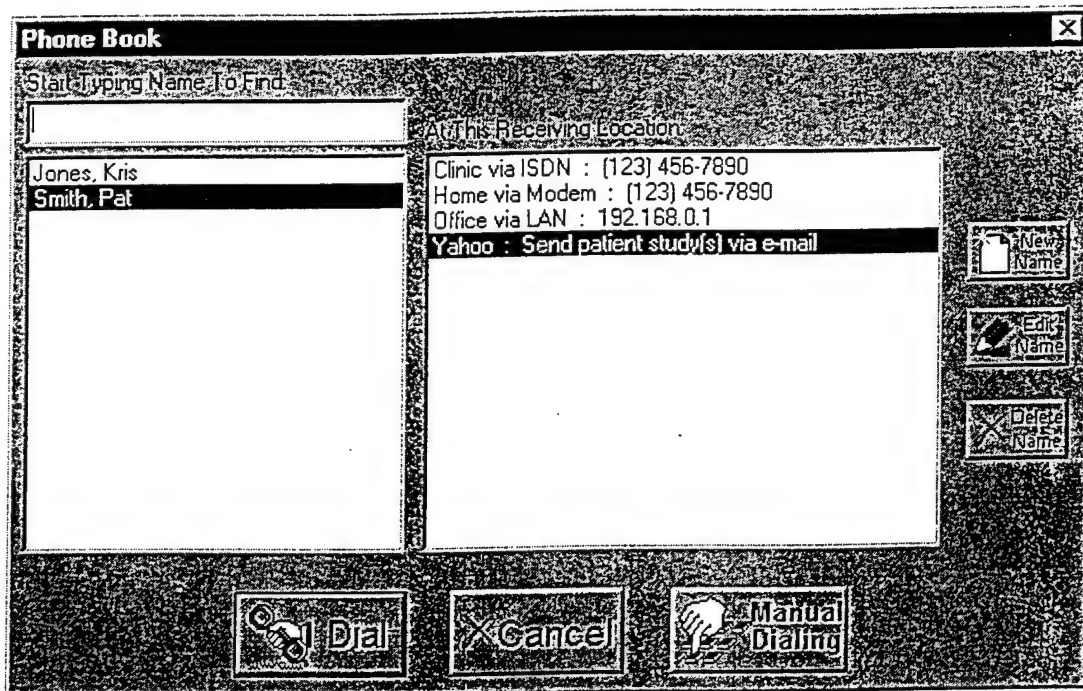 Phone Book
Start Typing Name To Find:
At This Receiving Location:
Jones, Kris
Smith, Pat
Clinic via ISDN : (123) 456-7890
Home via Modem : (123) 456-7890
Office via LAN : 192.168.0.1
Yahoo : Send patient study(s) via e-mail
New
Name
Edit
Name
Delete
Name
Dial
Cancel
Manual
Dialing